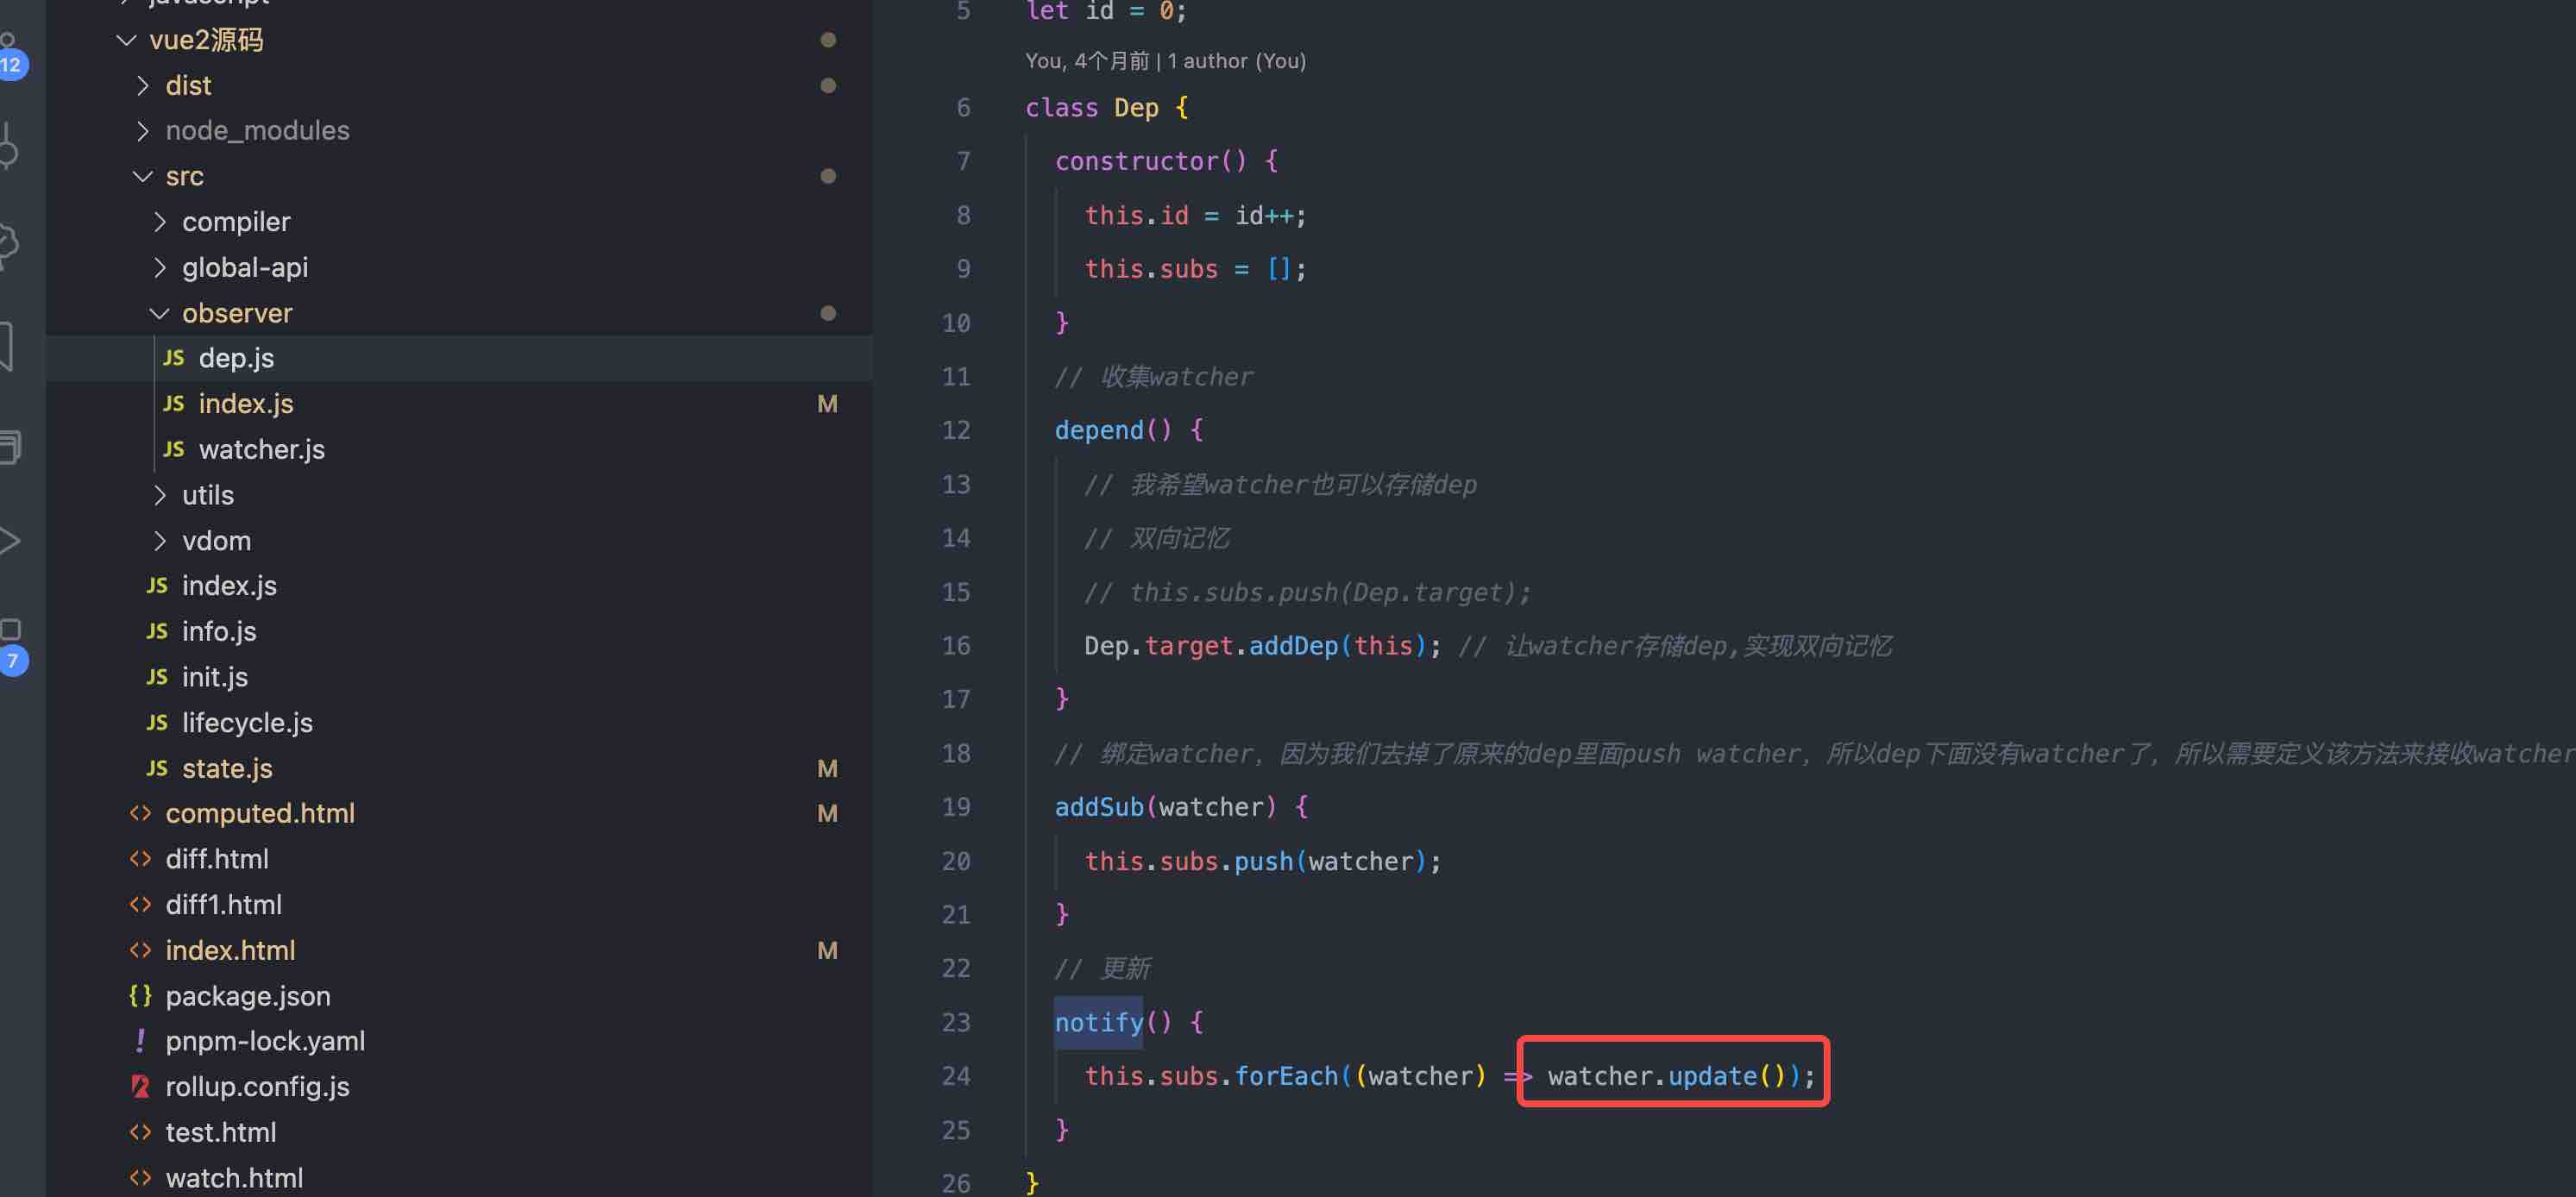 javascript
vue2源码
dist
node_modules
src
compiler
global-api
observer
JS dep.js
JS index.js M
JS watcher.js
utils
vdom
JS index.js
JS info.js
JS init.js
JS lifecycle.js
JS state.js M
<> computed.html M
<> diff.html
<> diff1.html
<> index.html M
{} package.json
! pnpm-lock.yaml
rollup.config.js
<> test.html
<> watch.html
12
7
5 let id = 0;
You, 4个月前 | 1 author (You)
6 class Dep {
7 constructor() {
8 this.id = id++;
9 this.subs = [];
10 }
11 // 收集watcher
12 depend() {
13 // 我希望watcher也可以存储dep
14 // 双向记忆
15 // this.subs.push(Dep.target);
16 Dep.target.addDep(this); // 让watcher存储dep,实现双向记忆
17 }
18 // 绑定watcher，因为我们去掉了原来的dep里面push watcher，所以dep下面没有watcher了，所以需要定义该方法来接收watcher
19 addSub(watcher) {
20 this.subs.push(watcher);
21 }
22 // 更新
23 notify() {
24 this.subs.forEach((watcher) => watcher.update());
25 }
26 }